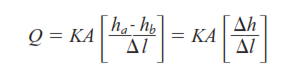 Q = KA [ (h_a - h_b) / Δl ] = KA [ Δh / Δl ]